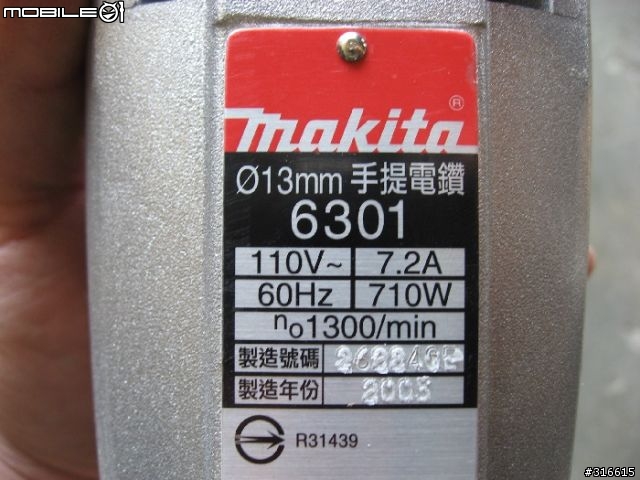 MOBILE01
makita®
Ø13mm 手提電鑽
6301
110V~ 7.2A
60Hz 710W
no1300/min
製造號碼
製造年份 2003
R31439
#316615